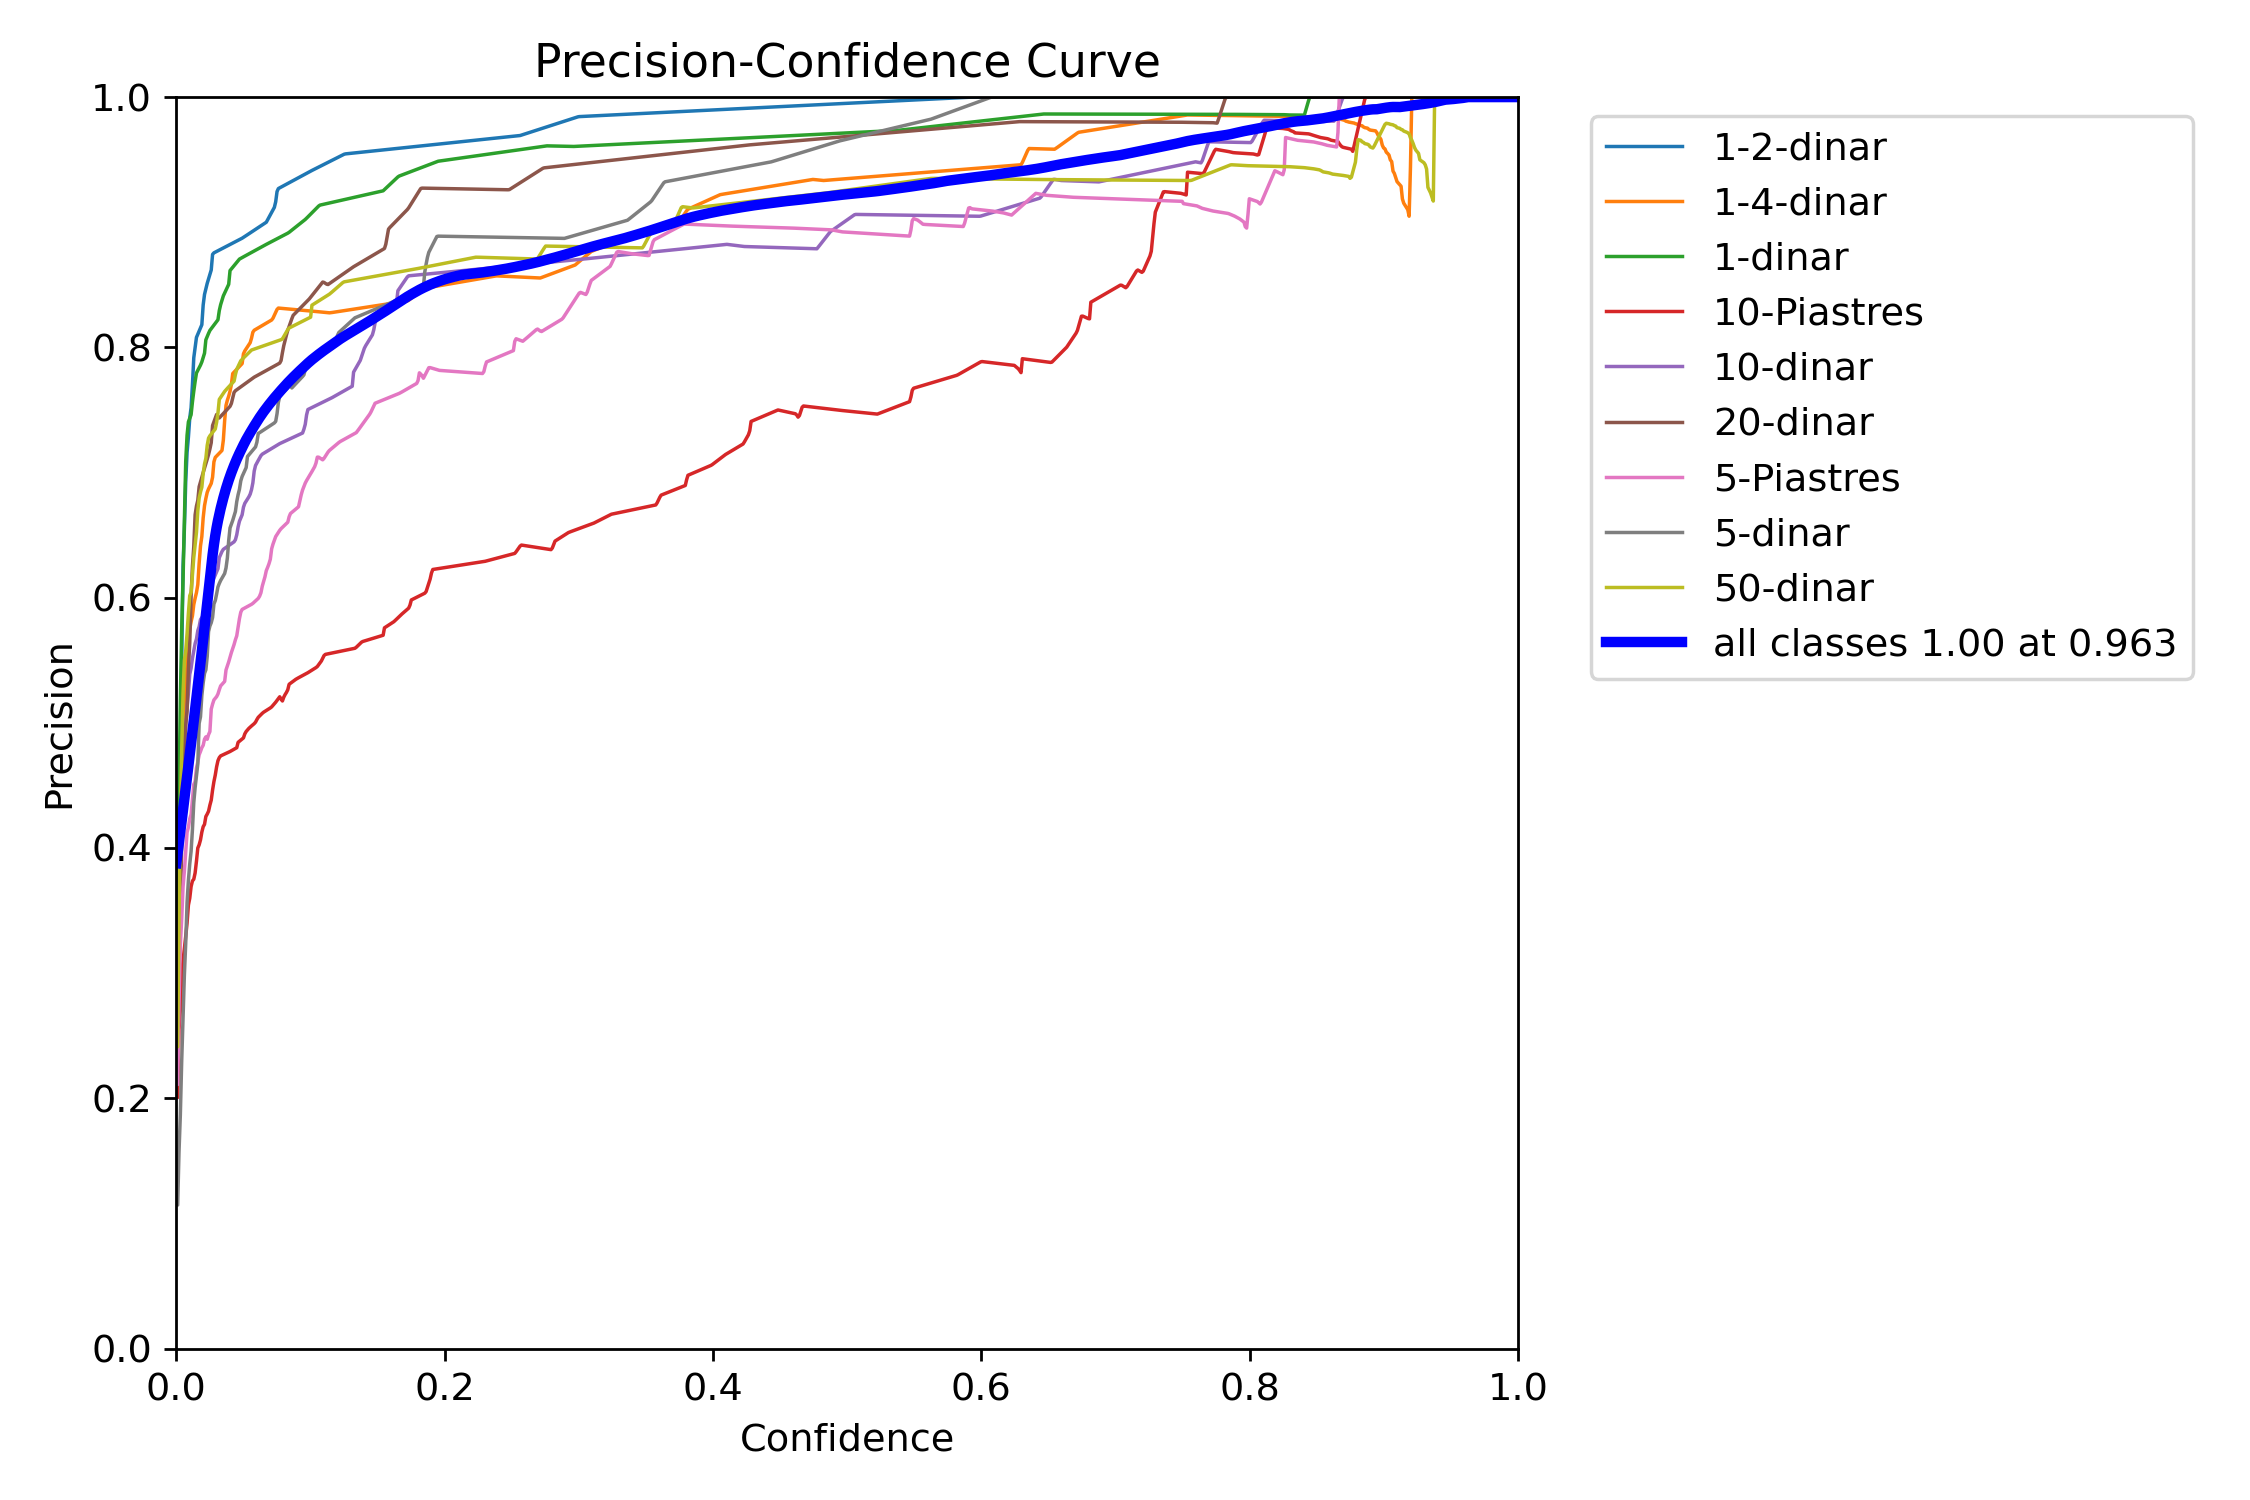 Precision-Confidence Curve
1.0
0.8
0.6
0.4
0.2
0.0
Precision
0.0 0.2 0.4 0.6 0.8 1.0
Confidence
1-2-dinar
1-4-dinar
1-dinar
10-Piastres
10-dinar
20-dinar
5-Piastres
5-dinar
50-dinar
all classes 1.00 at 0.963